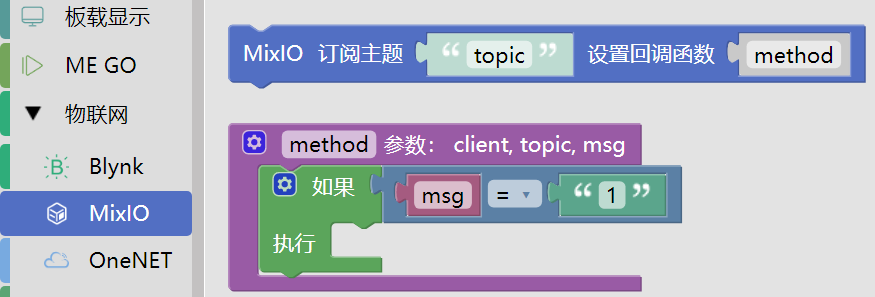 板载显示
ME GO
物联网
Blynk
MixIO
OneNET
MixIO 订阅主题 “ topic ” 设置回调函数 method
method 参数： client, topic, msg
如果 msg = “ 1 ”
执行